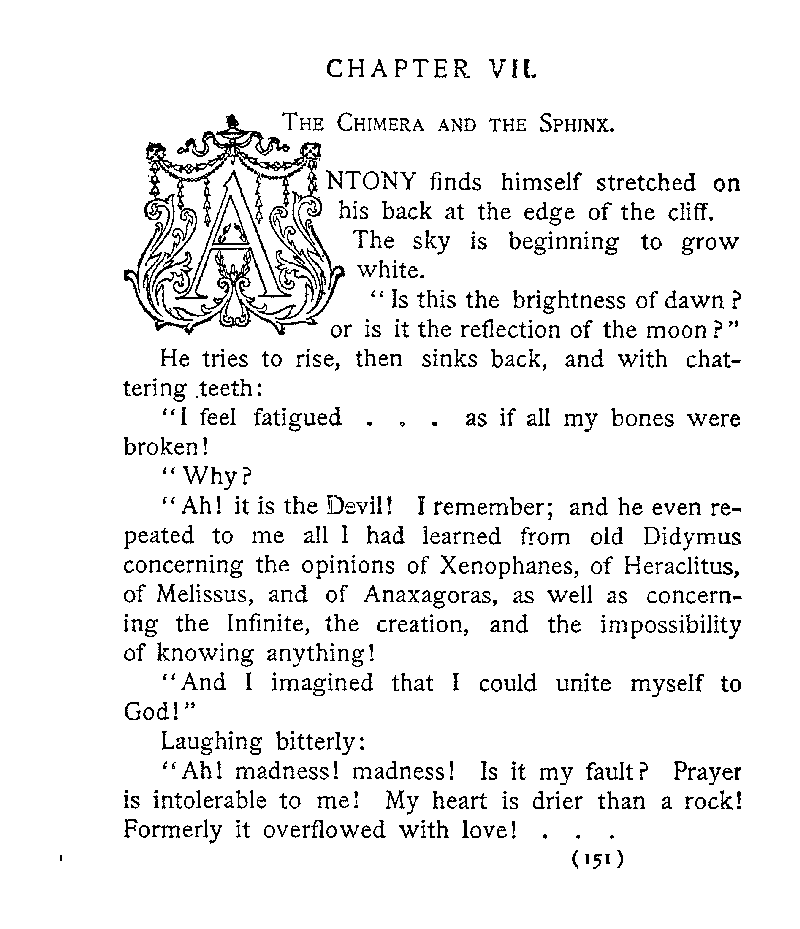 CHAPTER VII.
THE CHIMERA AND THE SPHINX.
ANTONY finds himself stretched on
his back at the edge of the cliff.
The sky is beginning to grow
white.
"Is this the brightness of dawn?
or is it the reflection of the moon?"
He tries to rise, then sinks back, and with chat-
tering teeth:
"I feel fatigued . . . as if all my bones were
broken!
"Why?
"Ah! it is the Devil! I remember; and he even re-
peated to me all I had learned from old Didymus
concerning the opinions of Xenophanes, of Heraclitus,
of Melissus, and of Anaxagoras, as well as concern-
ing the Infinite, the creation, and the impossibility
of knowing anything!
"And I imagined that I could unite myself to
God!"
Laughing bitterly:
"Ah! madness! madness! Is it my fault? Prayer
is intolerable to me! My heart is drier than a rock!
Formerly it overflowed with love! . . .
(151)